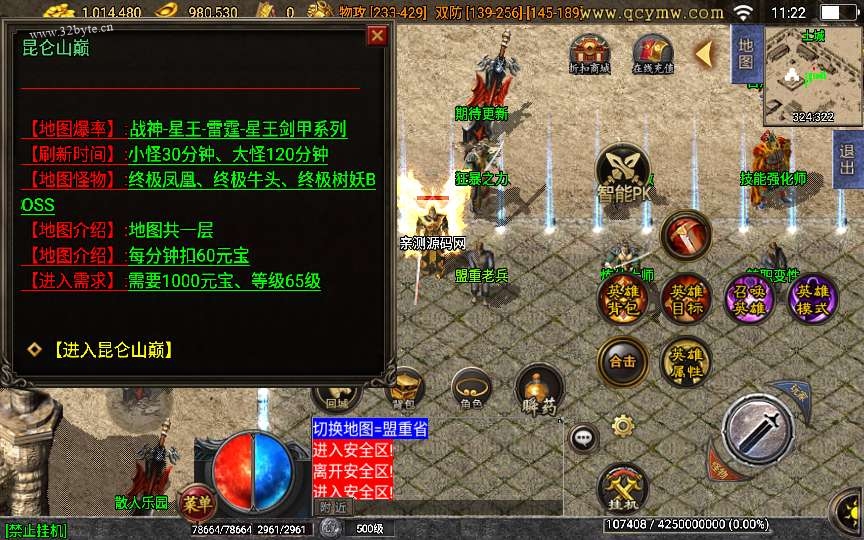 1,014,480
980,530
0
物攻 [233-429] 双防 [139-256]-[145-189]
www.qcymw.com
11:22
www.32byte.cn
昆仑山巅
【地图爆率】:战神-星王-雷霆-星王剑甲系列
【刷新时间】:小怪30分钟、大怪120分钟
【地图怪物】:终极凤凰、终极牛头、终极树妖B
OSS
【地图介绍】:地图共一层
【地图介绍】:每分钟扣60元宝
【进入需求】:需要1000元宝、等级65级
【进入昆仑山巅】
折扣商城
在线充值
地图
土城
324:322
退出
期待更新
狂暴之力
智能PK
技能强化师
亲测源码网
盟重老兵
转职变性
英雄背包
英雄目标
召唤英雄
英雄模式
合击
英雄属性
回城
背包
角色
瞬药
玩家
怪物
挂机
切换地图=盟重省
进入安全区!
离开安全区!
进入安全区!
附近
散人乐园
菜单
[禁止挂机]
78664/78664
2961/2961
500级
107408 / 4250000000 (0.00%)